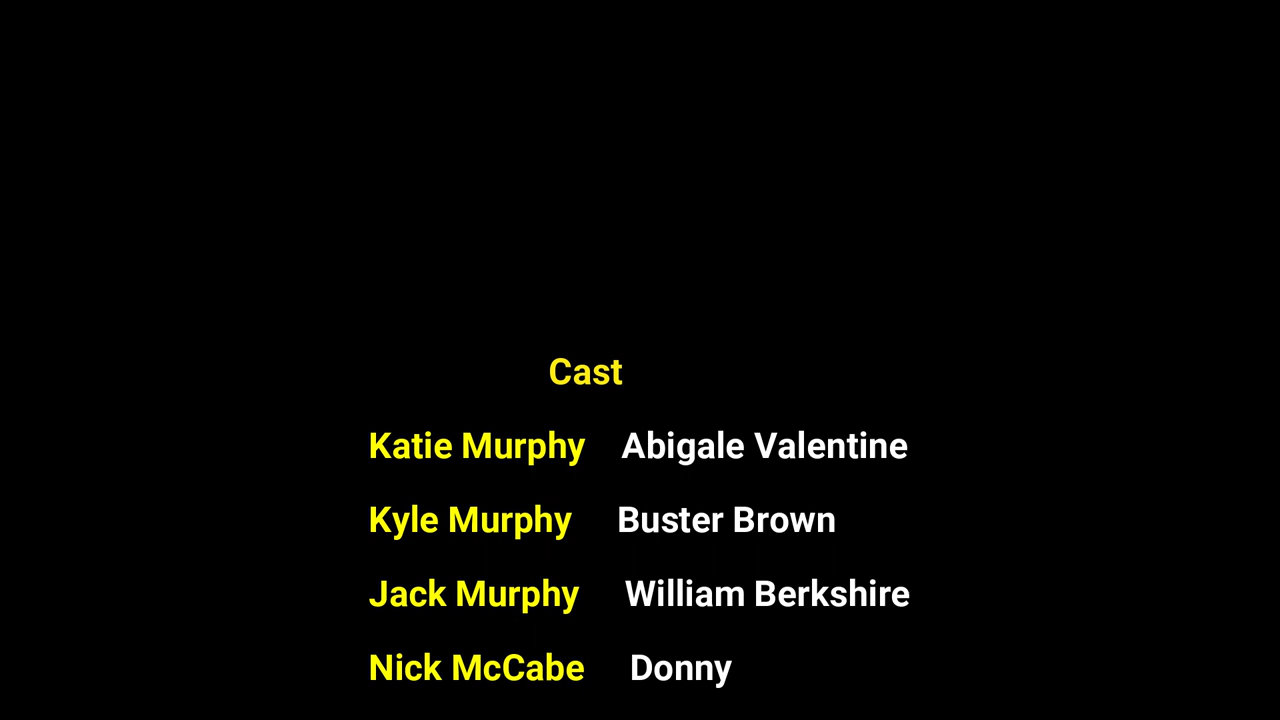 Cast
Katie Murphy Abigale Valentine
Kyle Murphy Buster Brown
Jack Murphy William Berkshire
Nick McCabe Donny